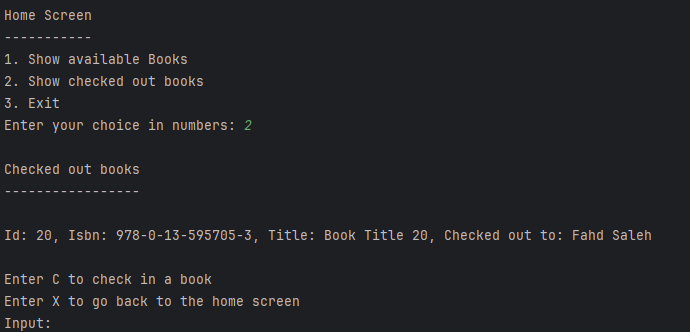 Home Screen
-----------
1. Show available Books
2. Show checked out books
3. Exit
Enter your choice in numbers: 2
Checked out books
-----------------
Id: 20, Isbn: 978-0-13-595705-3, Title: Book Title 20, Checked out to: Fahd Saleh
Enter C to check in a book
Enter X to go back to the home screen
Input: